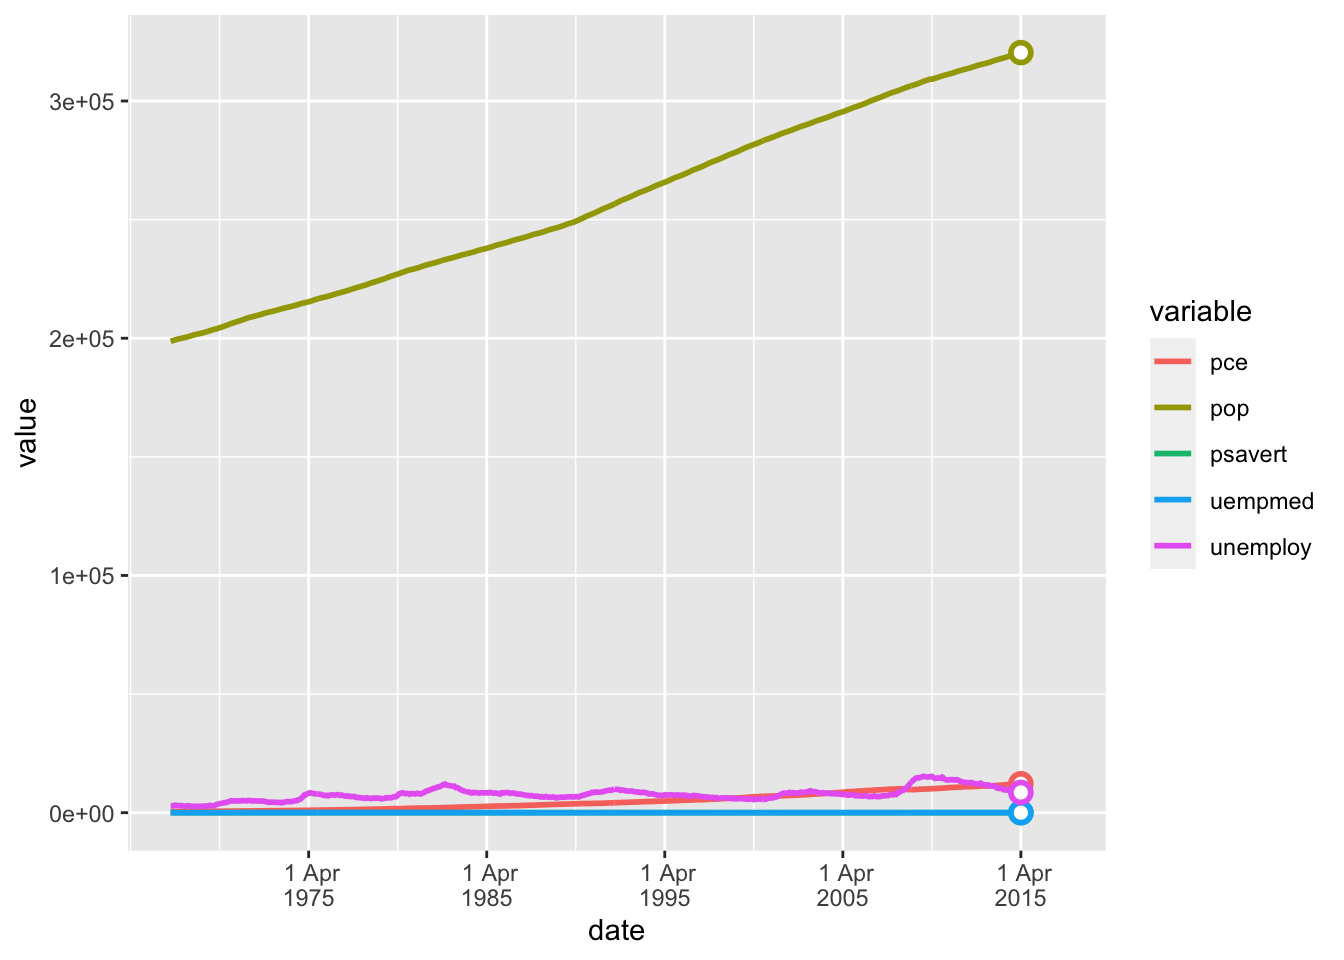 3e+05
2e+05
1e+05
0e+00
value
1 Apr
1975
1 Apr
1985
1 Apr
1995
1 Apr
2005
1 Apr
2015
date
variable
pce
pop
psavert
uempmed
unemploy